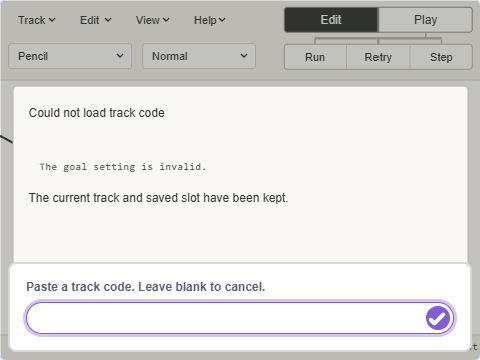 Track Edit View Help Edit Play
Pencil Normal Run Retry Step
Could not load track code
The goal setting is invalid.
The current track and saved slot have been kept.
Paste a track code. Leave blank to cancel.